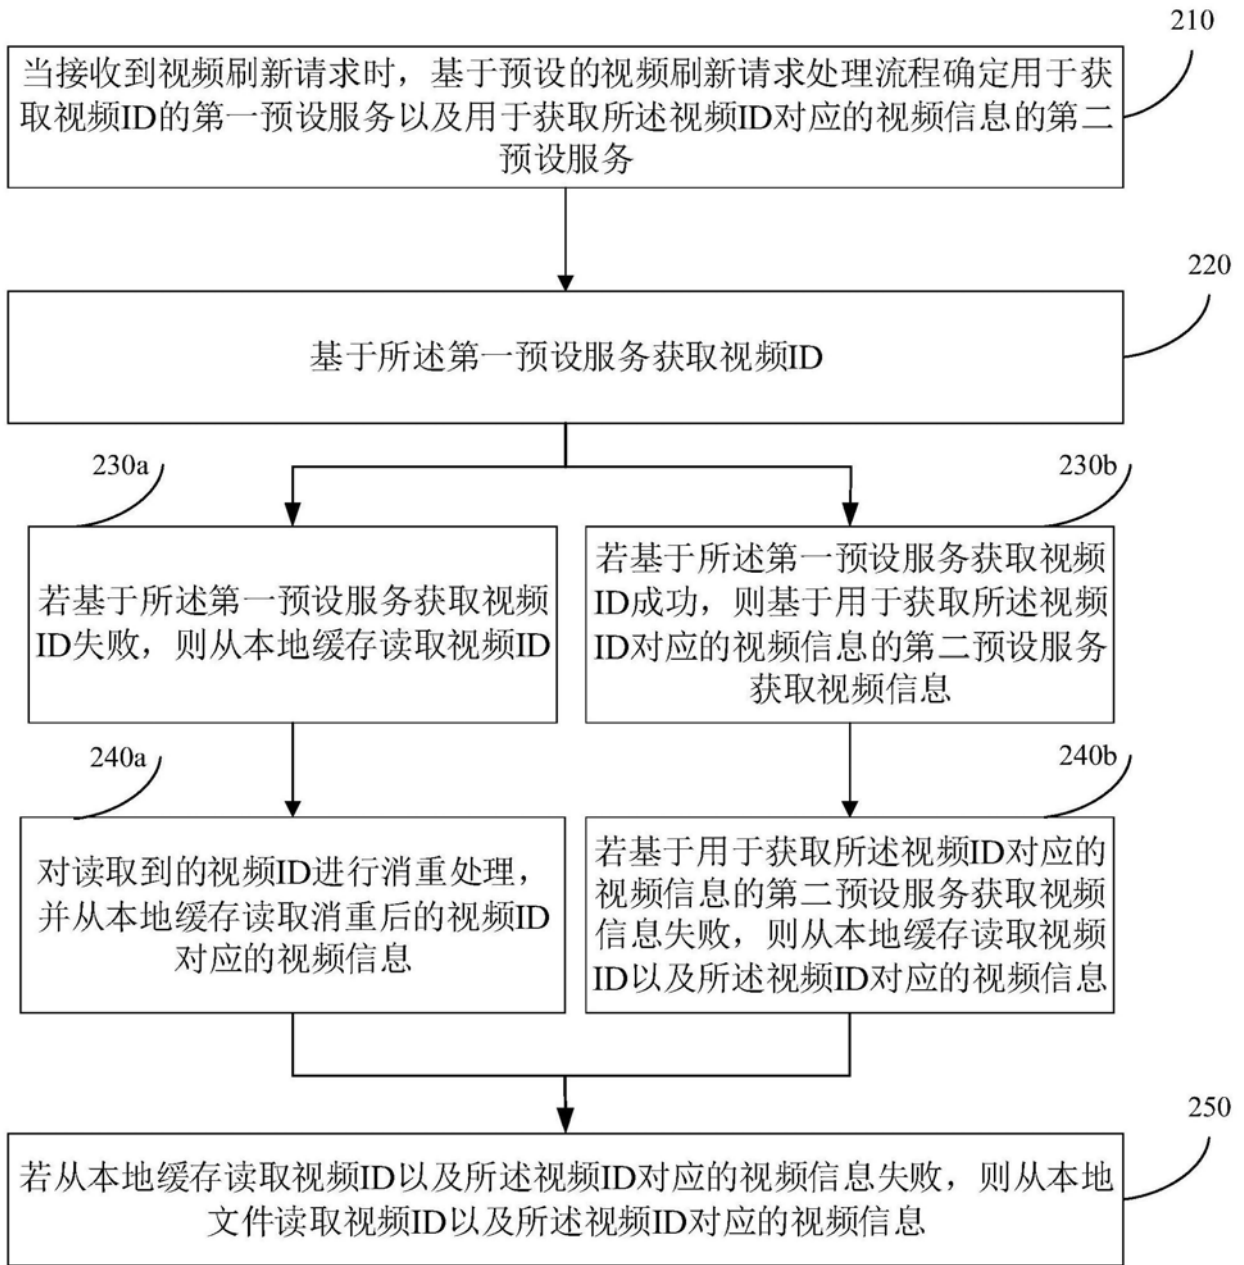 210
当接收到视频刷新请求时，基于预设的视频刷新请求处理流程确定用于获
取视频ID的第一预设服务以及用于获取所述视频ID对应的视频信息的第二
预设服务
220
基于所述第一预设服务获取视频ID
230a
若基于所述第一预设服务获取视频
ID失败，则从本地缓存读取视频ID
230b
若基于所述第一预设服务获取视频
ID成功，则基于用于获取所述视频
ID对应的视频信息的第二预设服务
获取视频信息
240a
对读取到的视频ID进行消重处理，
并从本地缓存读取消重后的视频ID
对应的视频信息
240b
若基于用于获取所述视频ID对应的
视频信息的第二预设服务获取视频
信息失败，则从本地缓存读取视频
ID以及所述视频ID对应的视频信息
250
若从本地缓存读取视频ID以及所述视频ID对应的视频信息失败，则从本地
文件读取视频ID以及所述视频ID对应的视频信息